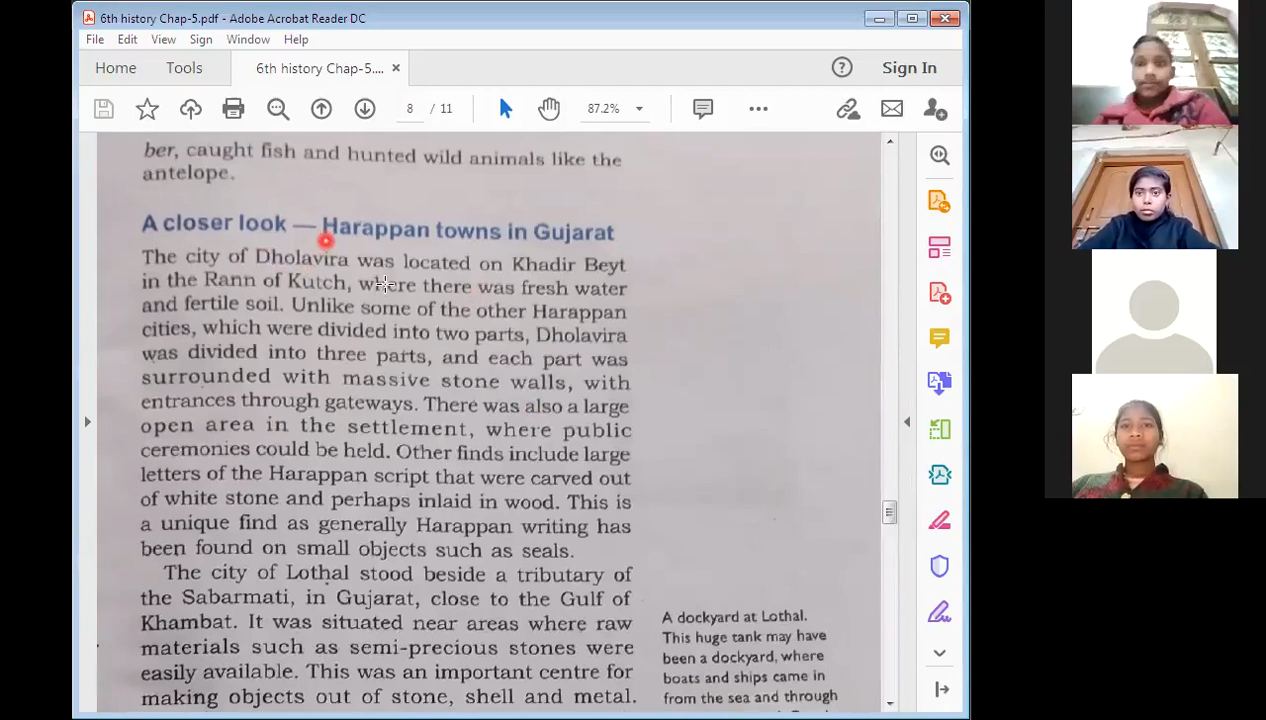 6th history Chap-5.pdf - Adobe Acrobat Reader DC
File Edit View Sign Window Help
Home Tools 6th history Chap-5.... × Sign In
8 / 11 87.2%
ber, caught fish and hunted wild animals like the
antelope.
A closer look — Harappan towns in Gujarat
The city of Dholavira was located on Khadir Beyt
in the Rann of Kutch, where there was fresh water
and fertile soil. Unlike some of the other Harappan
cities, which were divided into two parts, Dholavira
was divided into three parts, and each part was
surrounded with massive stone walls, with
entrances through gateways. There was also a large
open area in the settlement, where public
ceremonies could be held. Other finds include large
letters of the Harappan script that were carved out
of white stone and perhaps inlaid in wood. This is
a unique find as generally Harappan writing has
been found on small objects such as seals.
The city of Lothal stood beside a tributary of
the Sabarmati, in Gujarat, close to the Gulf of
Khambat. It was situated near areas where raw
materials such as semi-precious stones were
easily available. This was an important centre for
making objects out of stone, shell and metal.
A dockyard at Lothal.
This huge tank may have
been a dockyard, where
boats and ships came in
from the sea and through